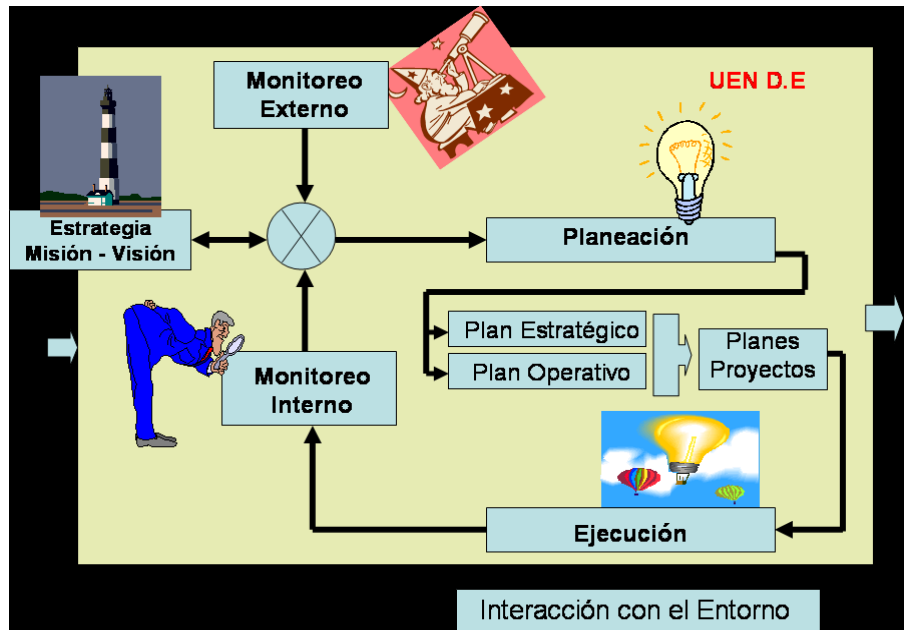 Monitoreo
Externo
UEN D.E
Estrategia
Misión - Visión
Planeación
Plan Estratégico
Plan Operativo
Planes
Proyectos
Monitoreo
Interno
Ejecución
Interacción con el Entorno